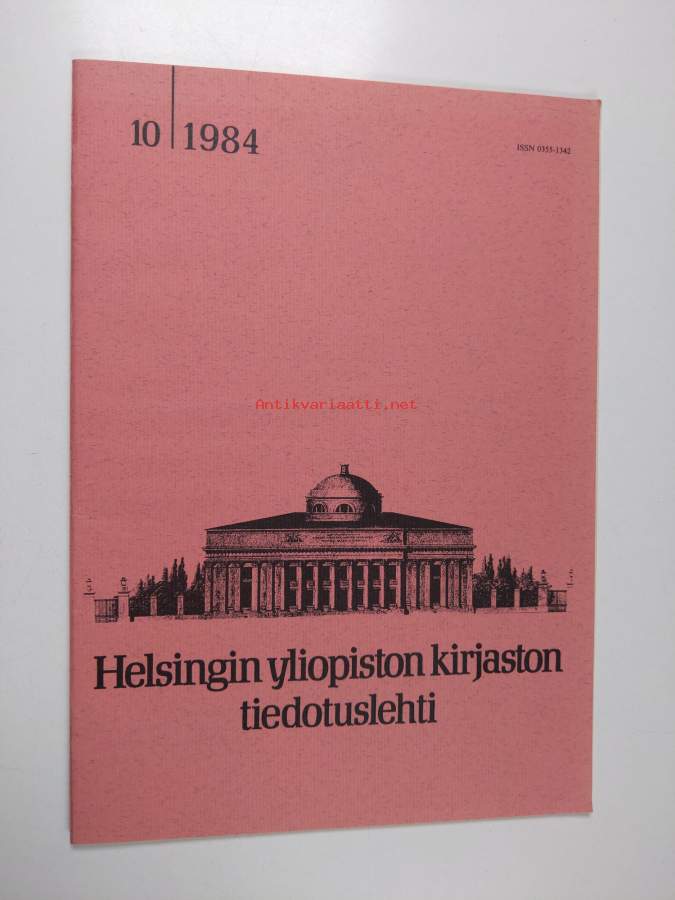 10 1984
ISSN 0355-1342
Antikvariaatti.net
Helsingin yliopiston kirjaston
tiedotuslehti